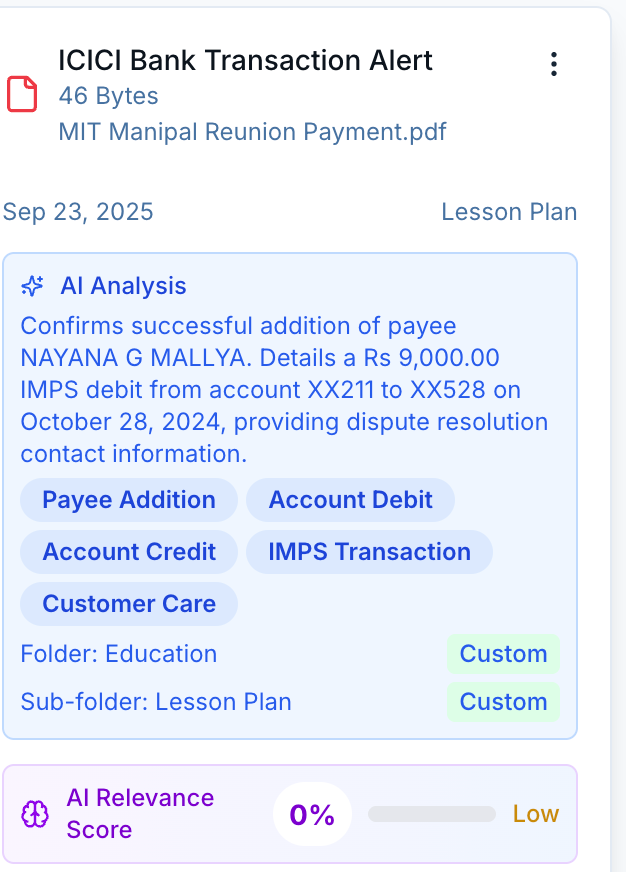 ICICI Bank Transaction Alert
46 Bytes
MIT Manipal Reunion Payment.pdf
Sep 23, 2025 Lesson Plan
AI Analysis
Confirms successful addition of payee
NAYANA G MALLYA. Details a Rs 9,000.00
IMPS debit from account XX211 to XX528 on
October 28, 2024, providing dispute resolution
contact information.
Payee Addition Account Debit
Account Credit IMPS Transaction
Customer Care
Folder: Education Custom
Sub-folder: Lesson Plan Custom
AI Relevance
Score 0% Low